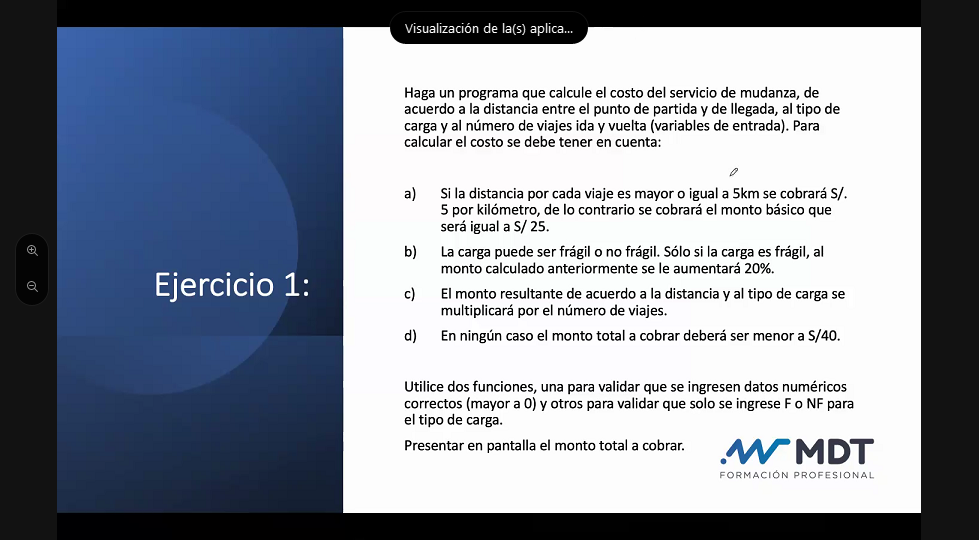 Visualización de la(s) aplica...
Haga un programa que calcule el costo del servicio de mudanza, de
acuerdo a la distancia entre el punto de partida y de llegada, al tipo de
carga y al número de viajes ida y vuelta (variables de entrada). Para
calcular el costo se debe tener en cuenta:
a) Si la distancia por cada viaje es mayor o igual a 5km se cobrará S/.
5 por kilómetro, de lo contrario se cobrará el monto básico que
será igual a S/ 25.
b) La carga puede ser frágil o no frágil. Sólo si la carga es frágil, al
monto calculado anteriormente se le aumentará 20%.
c) El monto resultante de acuerdo a la distancia y al tipo de carga se
multiplicará por el número de viajes.
d) En ningún caso el monto total a cobrar deberá ser menor a S/40.
Ejercicio 1:
Utilice dos funciones, una para validar que se ingresen datos numéricos
correctos (mayor a 0) y otros para validar que solo se ingrese F o NF para
el tipo de carga.
Presentar en pantalla el monto total a cobrar.
MDT
FORMACIÓN PROFESIONAL